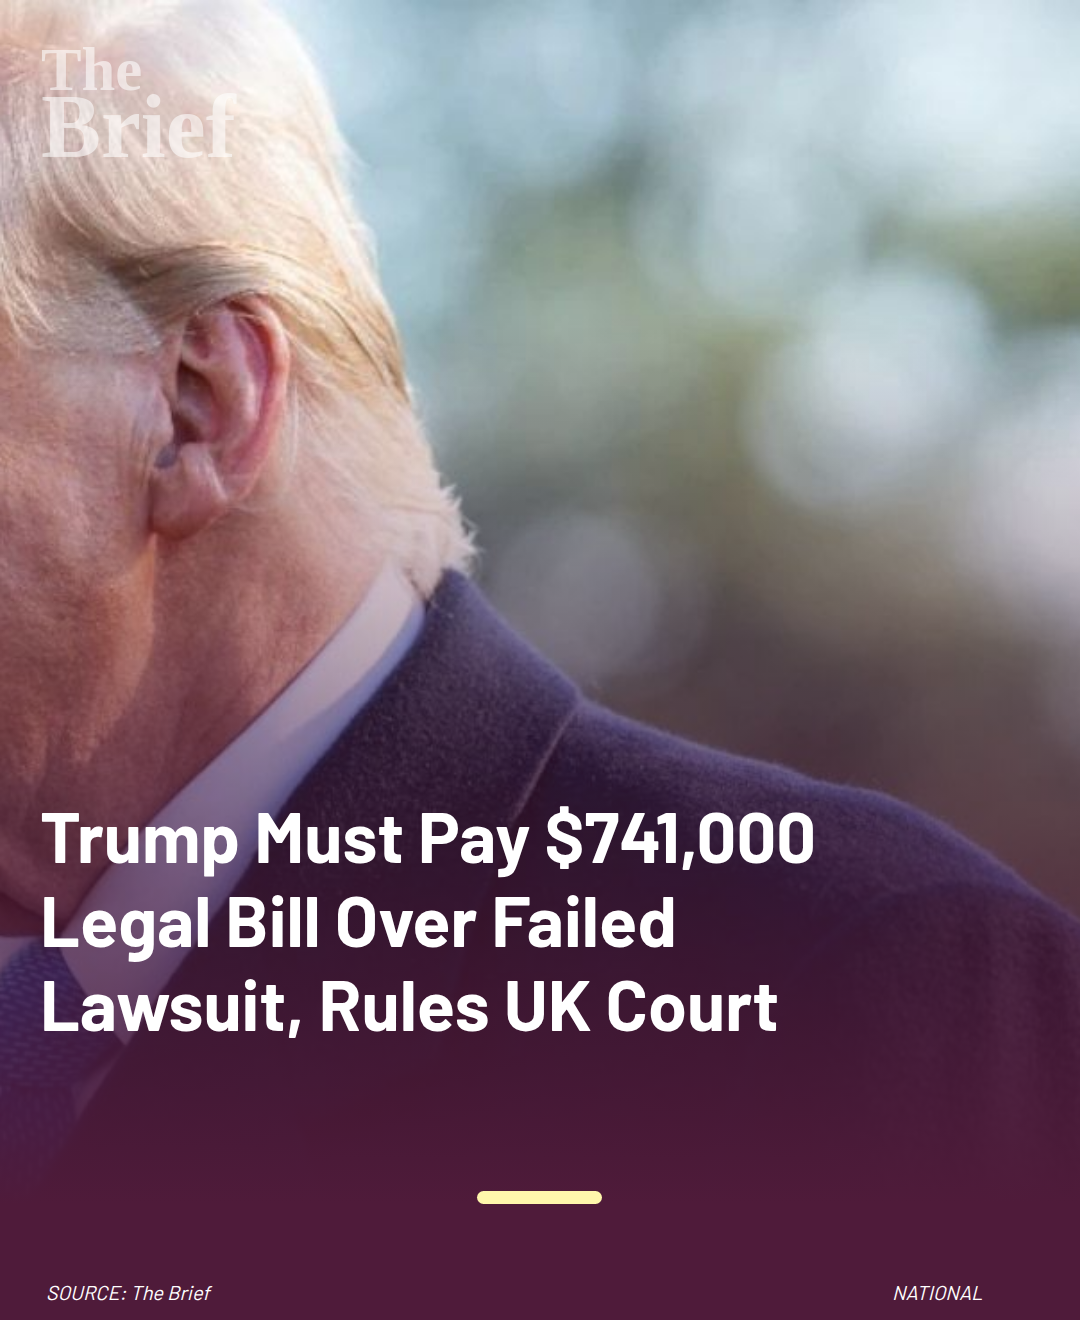 The
Brief
Trump Must Pay $741,000
Legal Bill Over Failed
Lawsuit, Rules UK Court
SOURCE: The Brief
NATIONAL